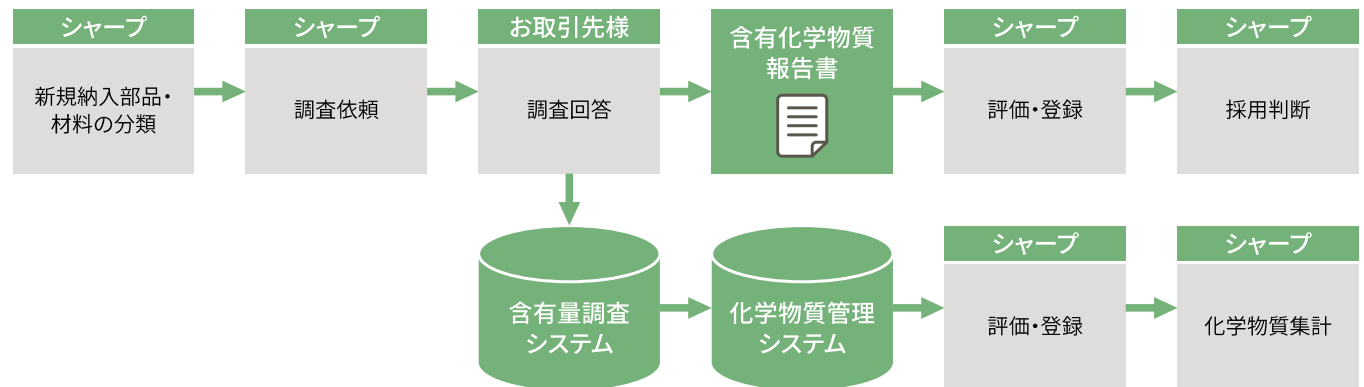 シャープ
新規納入部品・
材料の分類
シャープ
調査依頼
お取引先様
調査回答
含有化学物質
報告書
シャープ
評価・登録
シャープ
採用判断
含有量調査
システム
化学物質管理
システム
シャープ
評価・登録
シャープ
化学物質集計